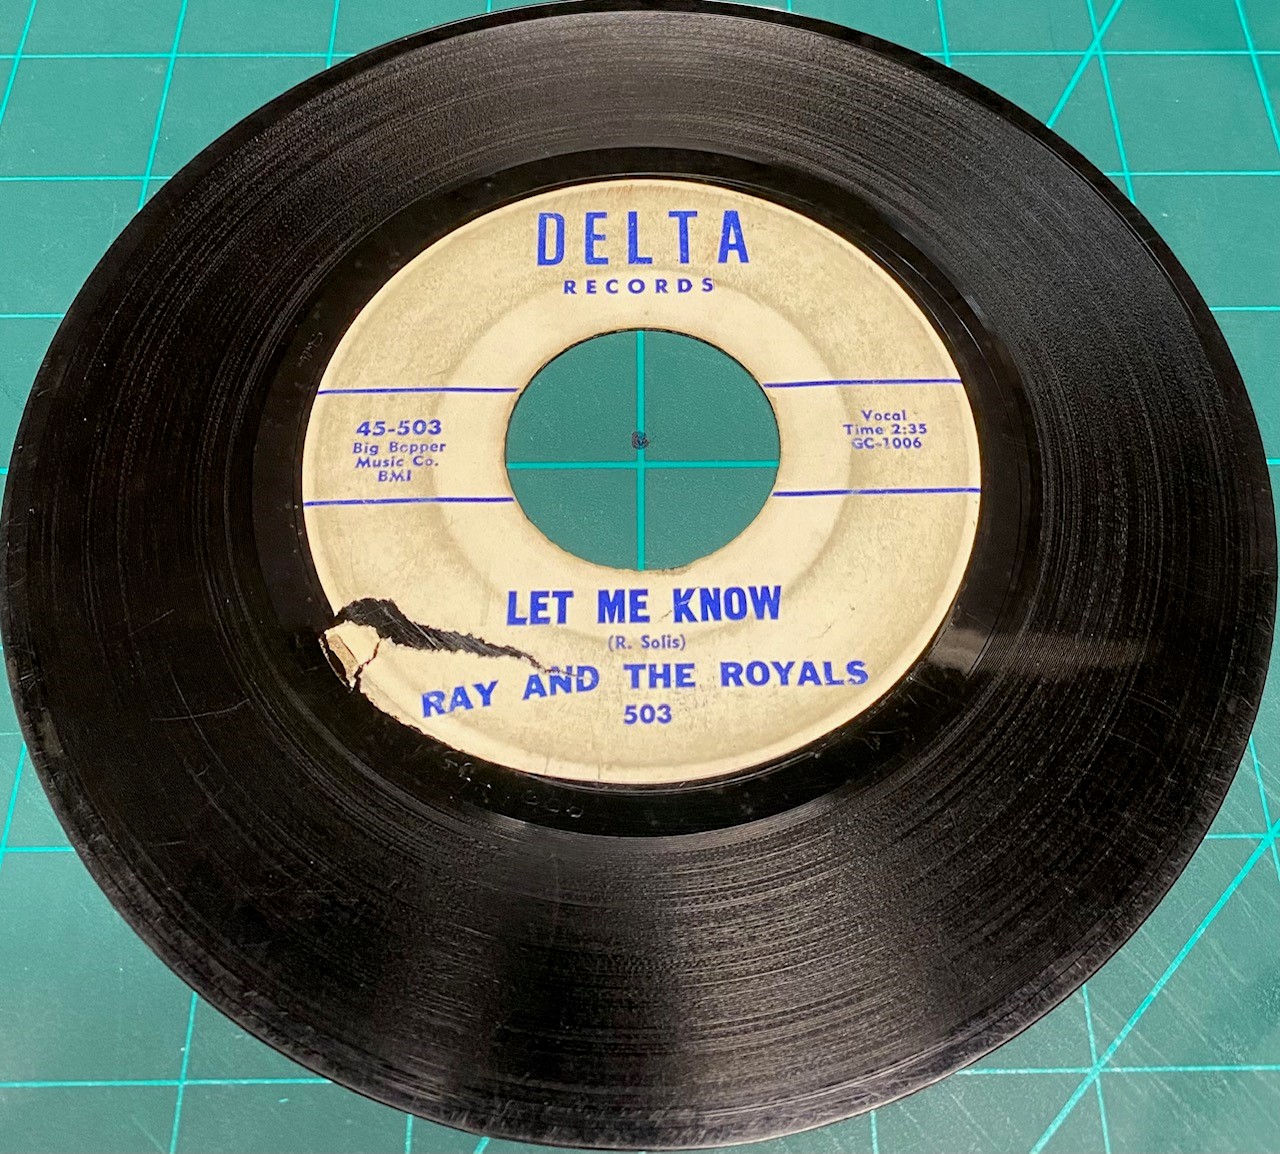 DELTA
RECORDS
45-503
Big Bopper
Music Co.
BMI
Vocal
Time 2:35
GC-1006
LET ME KNOW
(R. Solis)
RAY AND THE ROYALS
503